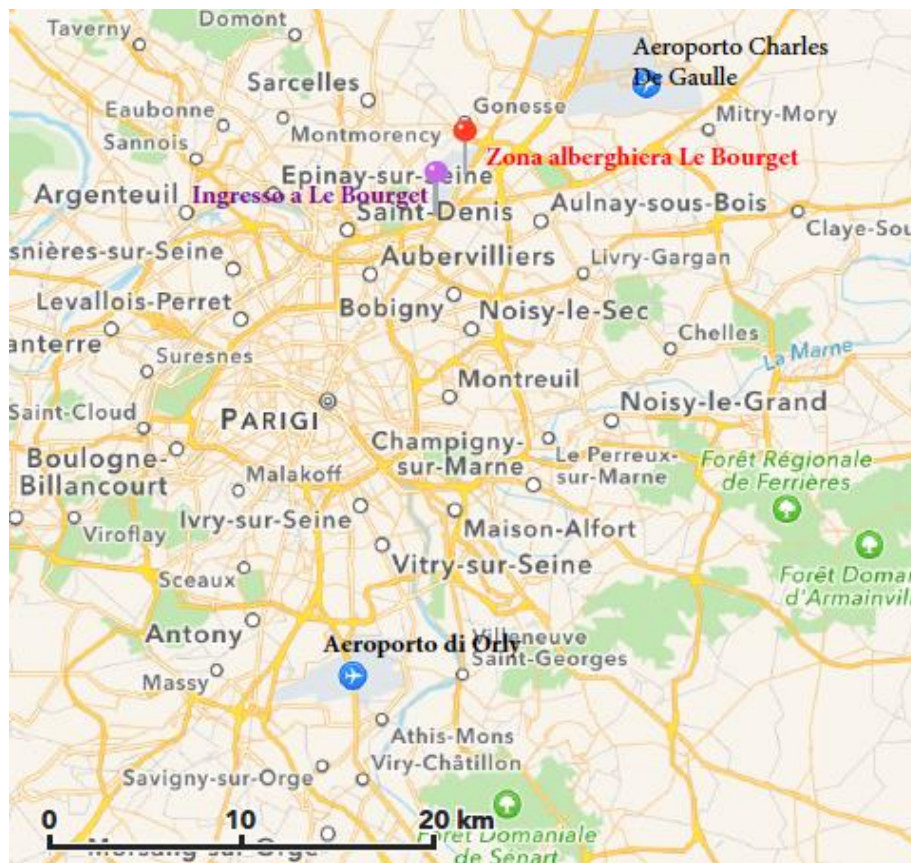 Domont
Taverny
Aeroporto Charles
De Gaulle
Sarcelles
Gonesse
Eaubonne
Montmorency
Mitry-Mory
Sannois
Zona alberghiera Le Bourget
Epinay-sur-Seine
Ingresso a Le Bourget
Argenteuil
Saint-Denis
Aulnay-sous-Bois
Claye-Sou
snières-sur-Seine
Aubervilliers
Livry-Gargan
Levallois-Perret
Bobigny
Noisy-le-Sec
anterre
Chelles
Suresnes
La Marne
Montreuil
Saint-Cloud
PARIGI
Noisy-le-Grand
Champigny-
sur-Marne
Le Perreux-
sur-Marne
Boulogne-
Billancourt
Malakoff
Forêt Régionale
de Ferrières
Ivry-sur-Seine
Maison-Alfort
Viroflay
Vitry-sur-Seine
Sceaux
Forêt Doman
d'Armainvill
Antony
Aeroporto di Orly
Villeneuve
Saint-Georges
Massy
Athis-Mons
Savigny-sur-Orge
Viry-Châtillon
0 10 20 km
Forêt Domaniale
de Sénart
Morsang-sur-Orge